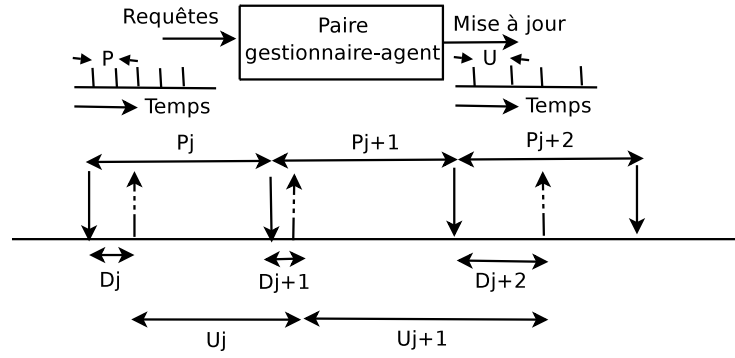 Requêtes
Paire
gestionnaire-agent
Mise à jour
P
U
Temps
Temps
Pj
Pj+1
Pj+2
Dj
Dj+1
Dj+2
Uj
Uj+1